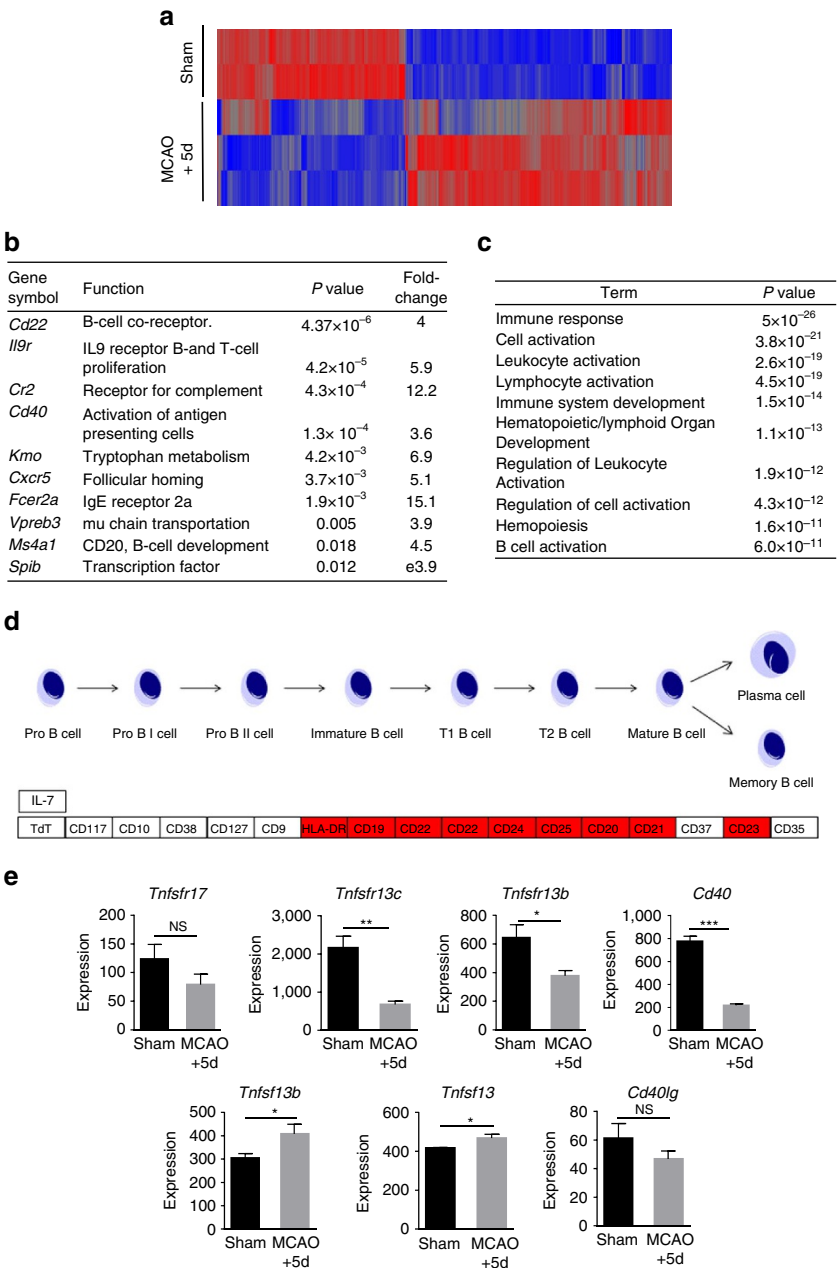 a
Sham
MCAO
+ 5d
b
Gene symbol Function P value Fold-change
Cd22 B-cell co-receptor. 4.37×10⁻⁶ 4
Il9r IL9 receptor B-and T-cell proliferation 4.2×10⁻⁵ 5.9
Cr2 Receptor for complement 4.3×10⁻⁴ 12.2
Cd40 Activation of antigen presenting cells 1.3× 10⁻⁴ 3.6
Kmo Tryptophan metabolism 4.2×10⁻³ 6.9
Cxcr5 Follicular homing 3.7×10⁻³ 5.1
Fcer2a IgE receptor 2a 1.9×10⁻³ 15.1
Vpreb3 mu chain transportation 0.005 3.9
Ms4a1 CD20, B-cell development 0.018 4.5
Spib Transcription factor 0.012 e3.9
c
Term P value
Immune response 5×10⁻²⁶
Cell activation 3.8×10⁻²¹
Leukocyte activation 2.6×10⁻¹⁹
Lymphocyte activation 4.5×10⁻¹⁹
Immune system development 1.5×10⁻¹⁴
Hematopoietic/lymphoid Organ
Development 1.1×10⁻¹³
Regulation of Leukocyte
Activation 1.9×10⁻¹²
Regulation of cell activation 4.3×10⁻¹²
Hemopoiesis 1.6×10⁻¹¹
B cell activation 6.0×10⁻¹¹
d
Pro B cell Pro B I cell Pro B II cell Immature B cell T1 B cell T2 B cell Mature B cell
Plasma cell
Memory B cell
IL-7
TdT CD117 CD10 CD38 CD127 CD9 HLA-DR CD19 CD22 CD22 CD24 CD25 CD20 CD21 CD37 CD23 CD35
e
Tnfsfr17
Expression
200
150
100
50
0
NS
Sham MCAO
+5d
Tnfsfr13c
Expression
3,000
2,000
1,000
0
**
Sham MCAO
+5d
Tnfsfr13b
Expression
800
600
400
200
0
*
Sham MCAO
+5d
Cd40
Expression
1,000
800
600
400
200
0
***
Sham MCAO
+5d
Tnfsf13b
Expression
500
400
300
200
100
0
*
Sham MCAO
+5d
Tnfsf13
Expression
600
400
200
0
*
Sham MCAO
+5d
Cd40lg
Expression
80
60
40
20
0
NS
Sham MCAO
+5d